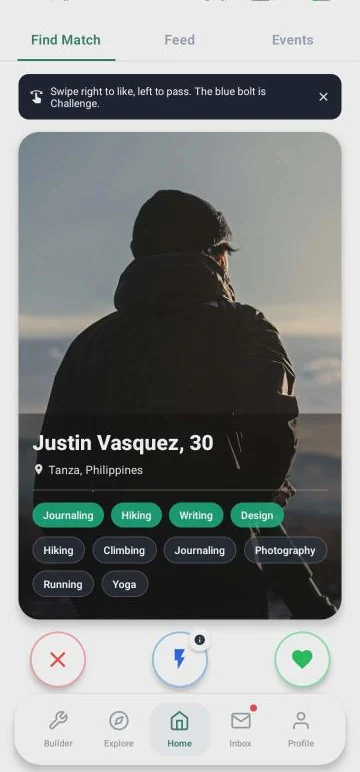 Find Match Feed Events
Swipe right to like, left to pass. The blue bolt is
Challenge.
Justin Vasquez, 30
Tanza, Philippines
Journaling Hiking Writing Design
Hiking Climbing Journaling Photography
Running Yoga
Builder Explore Home Inbox Profile